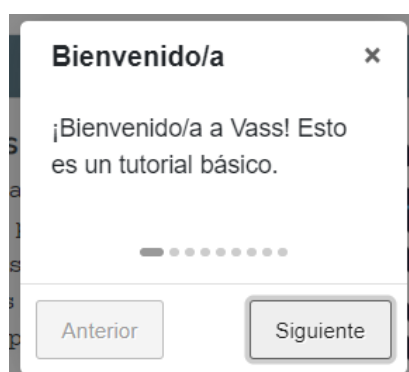 Bienvenido/a ×
¡Bienvenido/a a Vass! Esto
es un tutorial básico.
Anterior
Siguiente